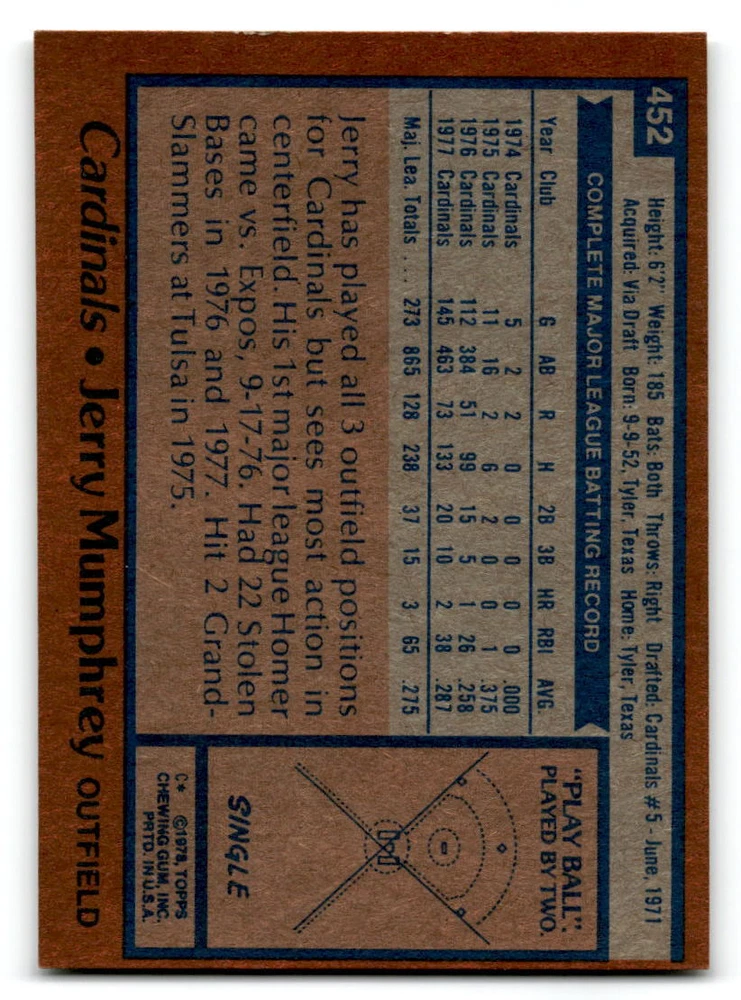 452
Height: 6'2" Weight: 185 Bats: Both Throws: Right Drafted: Cardinals #5 - June, 1971
Acquired: Via Draft Born: 9-9-52, Tyler, Texas Home: Tyler, Texas
COMPLETE MAJOR LEAGUE BATTING RECORD
Year Club G AB R H 2B 3B HR RBI AVG.
1974 Cardinals 5 2 2 0 0 0 0 0 .000
1975 Cardinals 11 16 2 6 2 0 0 1 .375
1976 Cardinals 112 384 51 99 15 5 1 26 .258
1977 Cardinals 145 463 73 133 20 10 2 38 .287
Maj. Lea. Totals . . . 273 865 128 238 37 15 3 65 .275
Jerry has played all 3 outfield positions
for Cardinals but sees most action in
centerfield. His 1st major league Homer
came vs. Expos, 9-17-76. Had 22 Stolen
Bases in 1976 and 1977. Hit 2 Grand-
Slammers at Tulsa in 1975.
"PLAY BALL".
PLAYED BY TWO.
SINGLE
C* ©1978, TOPPS
CHEWING GUM, INC.
PRTD. IN U.S.A.
Cardinals • Jerry Mumphrey OUTFIELD